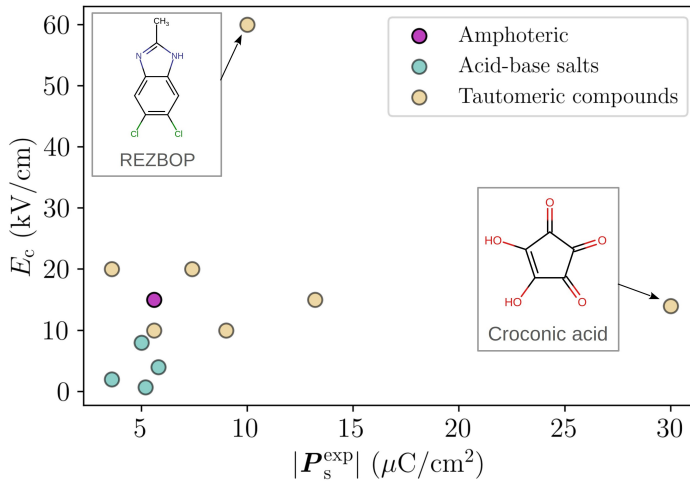 60
50
40
30
20
10
0
E_c (kV/cm)
5
10
15
20
25
30
|P_s^exp| (μC/cm²)
Amphoteric
Acid-base salts
Tautomeric compounds
CH₃
N
NH
Cl
Cl
REZBOP
O
HO
O
HO
O
Croconic acid